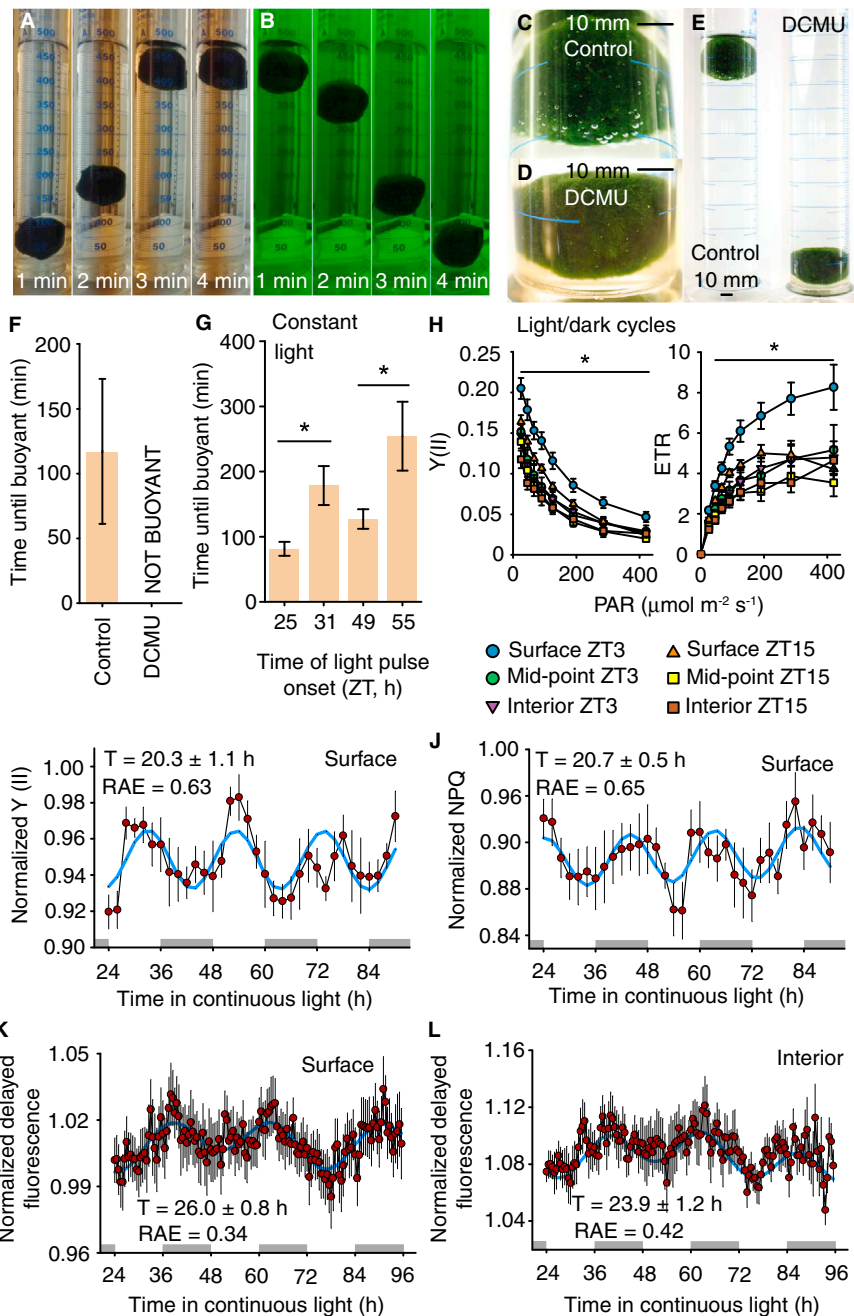 A
B
C
10 mm
Control
D
10 mm
DCMU
E
DCMU
Control
10 mm
1 min
2 min
3 min
4 min
1 min
2 min
3 min
4 min
F
Time until buoyant (min)
200
150
100
50
0
NOT BUOYANT
Control
DCMU
G
Constant
light
Time until buoyant (min)
400
300
200
100
0
*
*
25
31
49
55
Time of light pulse
onset (ZT, h)
H
Light/dark cycles
Y(II)
0.25
0.20
0.15
0.10
0.05
0
*
0
200
400
ETR
10
8
6
4
2
0
*
0
200
400
PAR (μmol m⁻² s⁻¹)
Surface ZT3
Surface ZT15
Mid-point ZT3
Mid-point ZT15
Interior ZT3
Interior ZT15
Normalized Y (II)
1.00
0.98
0.96
0.94
0.92
0.90
T = 20.3 ± 1.1 h
RAE = 0.63
Surface
24
36
48
60
72
84
Time in continuous light (h)
J
Normalized NPQ
1.00
0.96
0.90
0.88
0.84
T = 20.7 ± 0.5 h
RAE = 0.65
Surface
24
36
48
60
72
84
Time in continuous light (h)
K
Normalized delayed
fluorescence
1.05
1.02
0.99
0.96
Surface
T = 26.0 ± 0.8 h
RAE = 0.34
24
36
48
60
72
84
96
Time in continuous light (h)
L
Normalized delayed
fluorescence
1.16
1.12
1.08
1.04
Interior
T = 23.9 ± 1.2 h
RAE = 0.42
24
36
48
60
72
84
96
Time in continuous light (h)